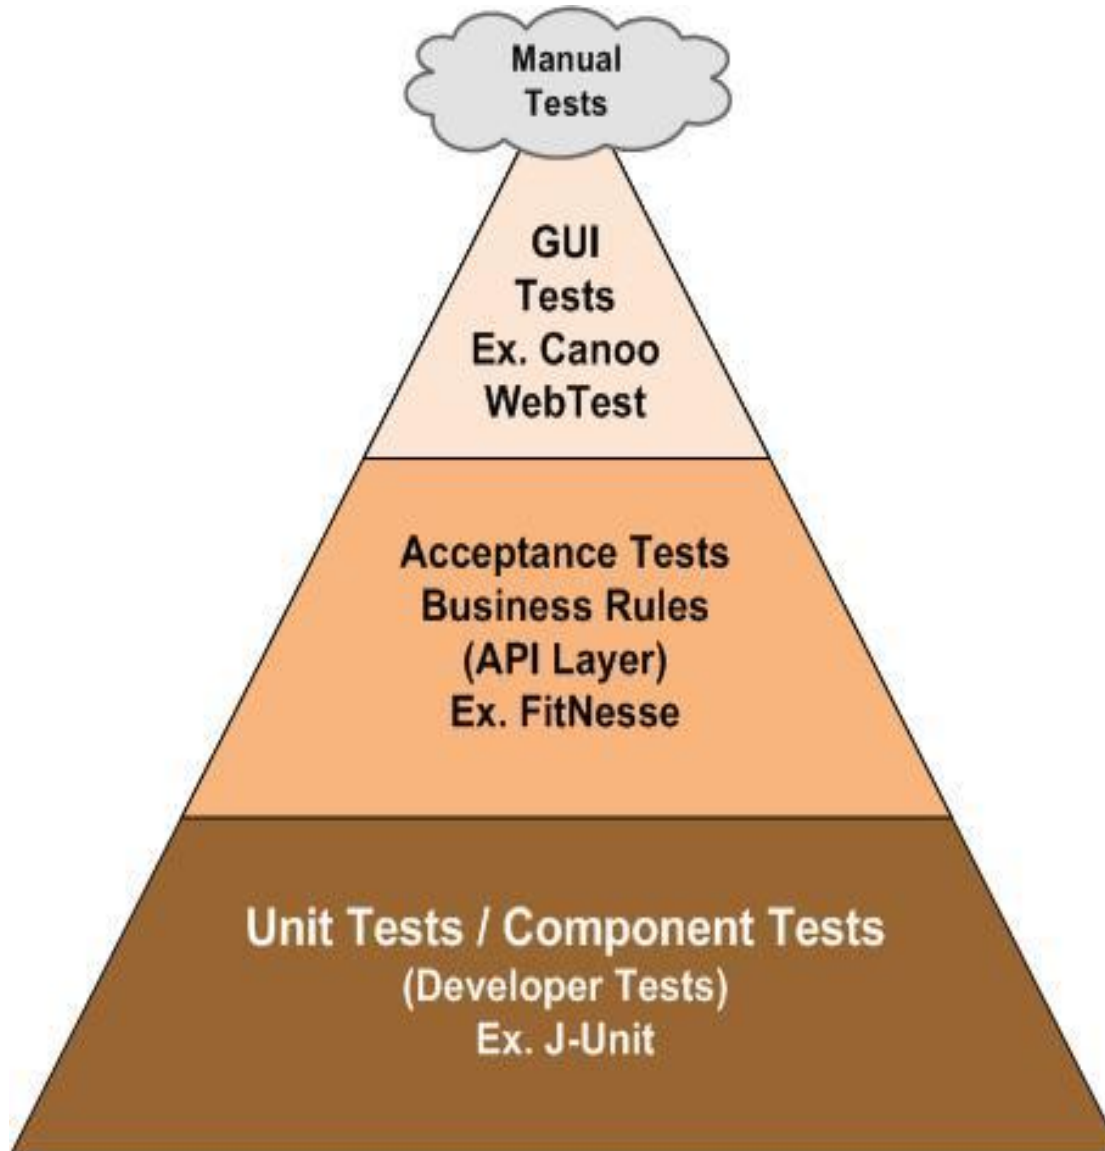 Manual
Tests
GUI
Tests
Ex. Canoo
WebTest
Acceptance Tests
Business Rules
(API Layer)
Ex. FitNesse
Unit Tests / Component Tests
(Developer Tests)
Ex. J-Unit